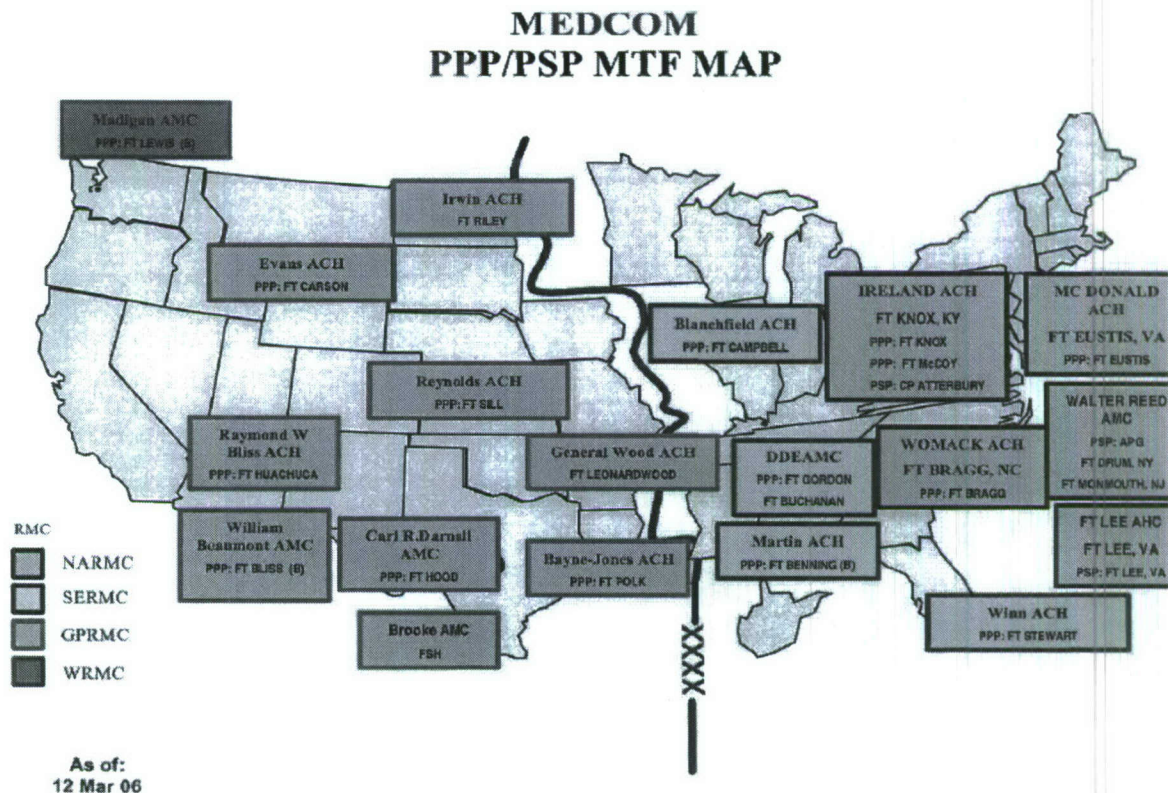 MEDCOM
PPP/PSP MTF MAP
Madigan AMC
PPP: FT LEWIS (B)
Irwin ACH
FT RILEY
Evans ACH
PPP: FT CARSON
Blanchfield ACH
PPP: FT CAMPBELL
IRELAND ACH
FT KNOX, KY
PPP: FT KNOX
PPP: FT McCOY
PSP: CP ATTERBURY
MC DONALD
ACH
FT EUSTIS, VA
PPP: FT EUSTIS
Reynolds ACH
PPP: FT SILL
Raymond W
Bliss ACH
PPP: FT HUACHUCA
General Wood ACH
FT LEONARDWOOD
DDEAMC
PPP: FT GORDON
FT BUCHANAN
WOMACK ACH
FT BRAGG, NC
PPP: FT BRAGG
WALTER REED
AMC
PSP: APG
FT DRUM, NY
FT MONMOUTH, NJ
William
Beaumont AMC
PPP: FT BLISS (B)
Carl R.Darnall
AMC
PPP: FT HOOD
Bayne-Jones ACH
PPP: FT POLK
Martin ACH
PPP: FT BENNING (B)
FT LEE AHC
FT LEE, VA
PSP: FT LEE, VA
Brooke AMC
FSH
Winn ACH
PPP: FT STEWART
XXXX
RMC
NARMC
SERMC
GPRMC
WRMC
As of:
12 Mar 06